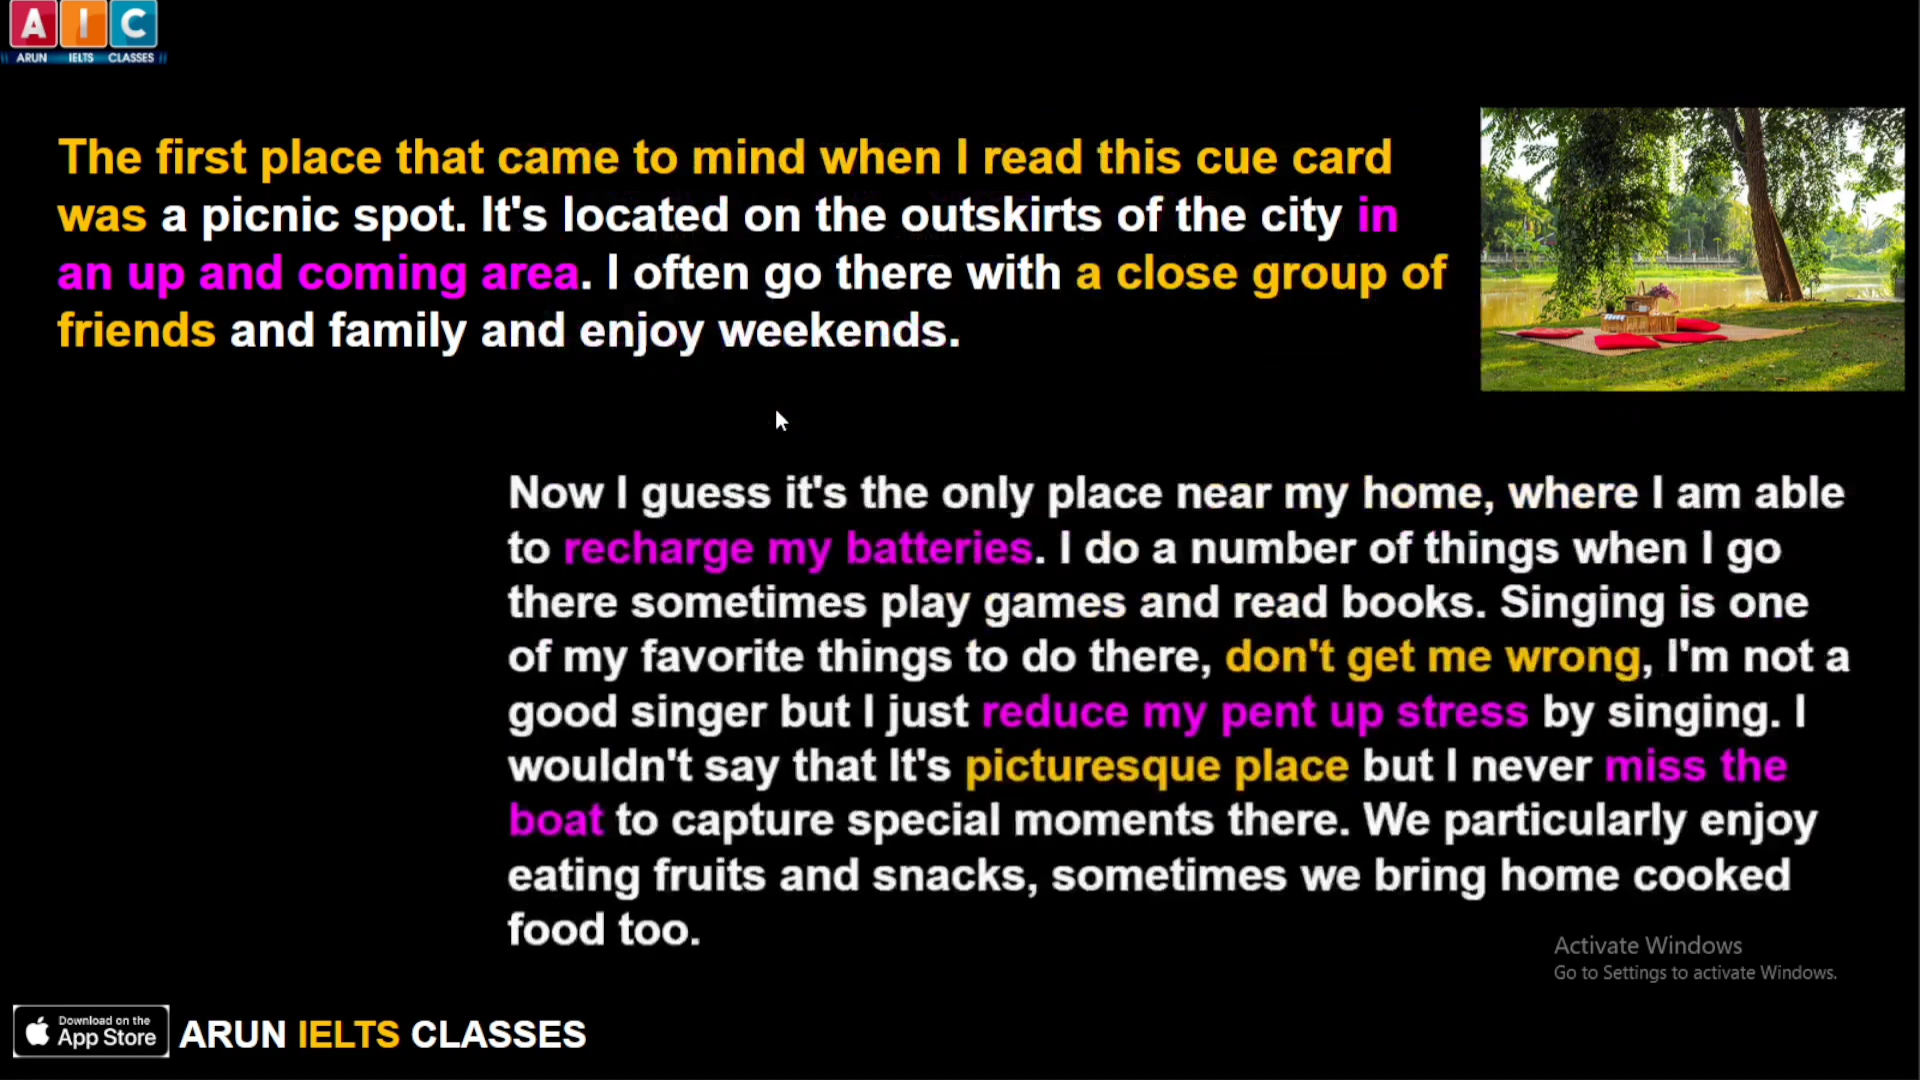 A I C
ARUN IELTS CLASSES
The first place that came to mind when I read this cue card
was a picnic spot. It's located on the outskirts of the city in
an up and coming area. I often go there with a close group of
friends and family and enjoy weekends.
Now I guess it's the only place near my home, where I am able
to recharge my batteries. I do a number of things when I go
there sometimes play games and read books. Singing is one
of my favorite things to do there, don't get me wrong, I'm not a
good singer but I just reduce my pent up stress by singing. I
wouldn't say that It's picturesque place but I never miss the
boat to capture special moments there. We particularly enjoy
eating fruits and snacks, sometimes we bring home cooked
food too.
Activate Windows
Go to Settings to activate Windows.
Download on the
App Store
ARUN IELTS CLASSES